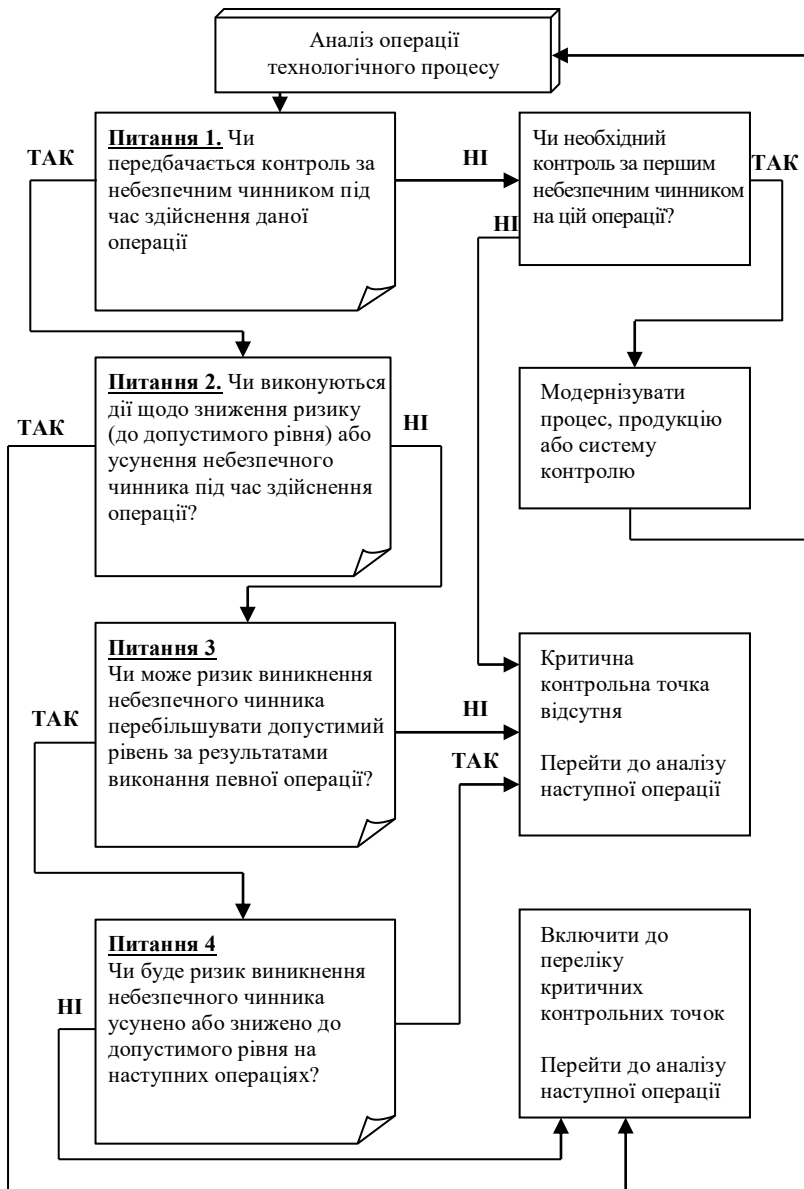 Аналіз операції
технологічного процесу
Питання 1. Чи
передбачається контроль за
небезпечним чинником під
час здійснення даної
операції
ТАК
НІ
Чи необхідний
контроль за першим
небезпечним чинником
на цій операції?
ТАК
НІ
Питання 2. Чи виконуються
дії щодо зниження ризику
(до допустимого рівня) або
усунення небезпечного
чинника під час здійснення
операції?
ТАК
НІ
Модернізувати
процес, продукцію
або систему
контролю
Питання 3
Чи може ризик виникнення
небезпечного чинника
перебільшувати допустимий
рівень за результатами
виконання певної операції?
ТАК
НІ
Критична
контрольна точка
відсутня
Перейти до аналізу
наступної операції
ТАК
Питання 4
Чи буде ризик виникнення
небезпечного чинника
усунено або знижено до
допустимого рівня на
наступних операціях?
НІ
Включити до
переліку
критичних
контрольних точок
Перейти до аналізу
наступної операції